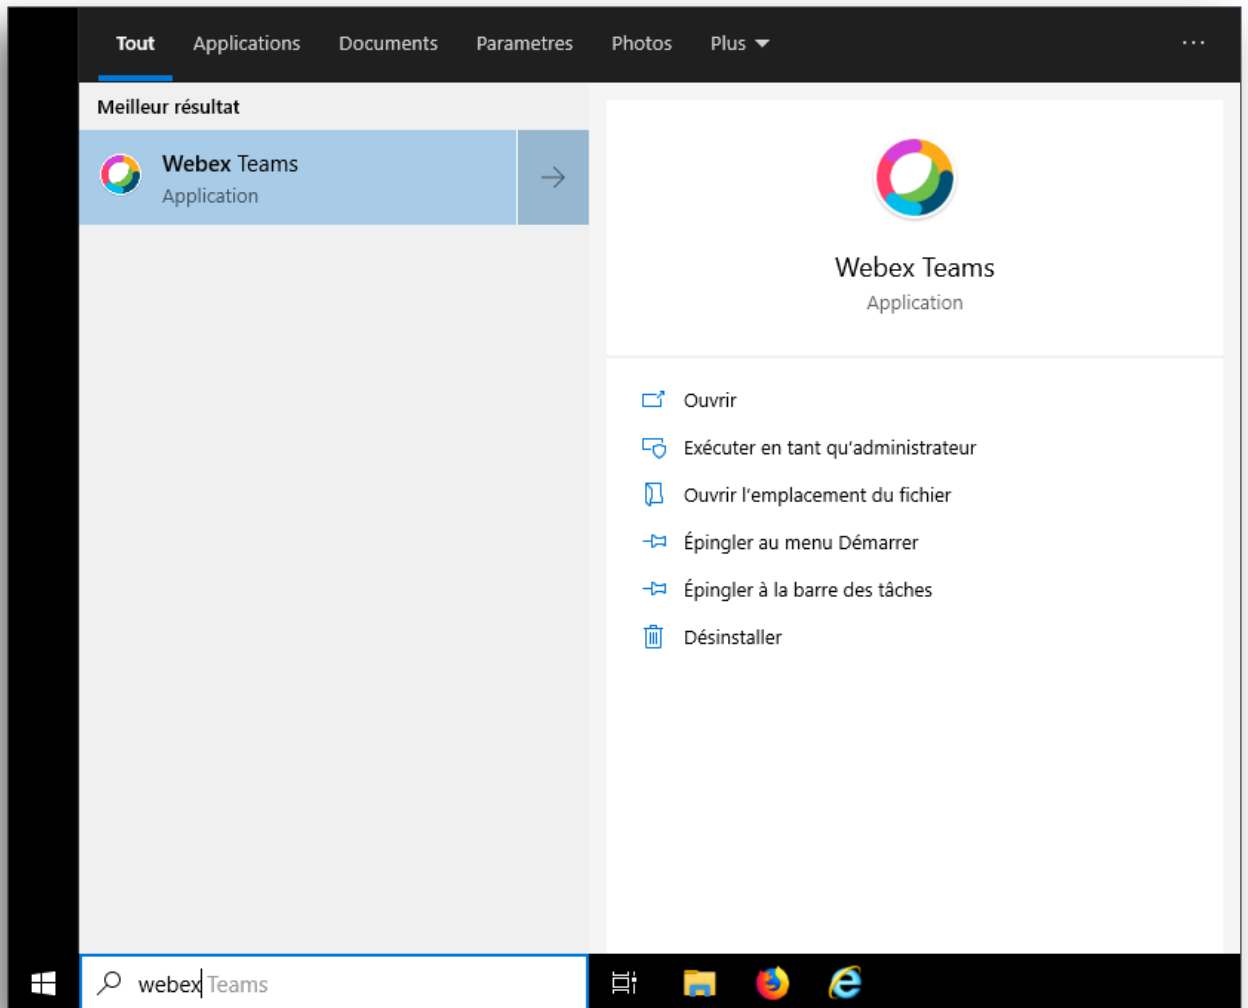 Tout Applications Documents Parametres Photos Plus
Meilleur résultat
Webex Teams
Application
Webex Teams
Application
Ouvrir
Exécuter en tant qu'administrateur
Ouvrir l'emplacement du fichier
Épingler au menu Démarrer
Épingler à la barre des tâches
Désinstaller
webex Teams